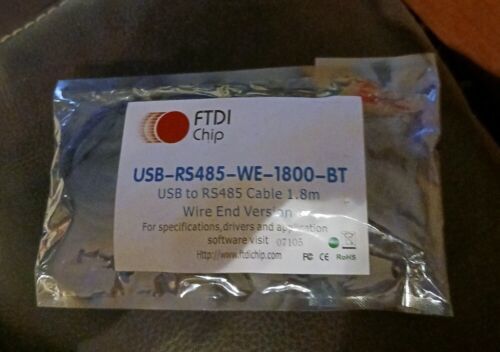 FTDI
Chip
USB-RS485-WE-1800-BT
USB to RS485 Cable 1.8m
Wire End Version
For specifications,drivers and application
software visit 07105
Http://www.ftdichip.com FC CE RoHS